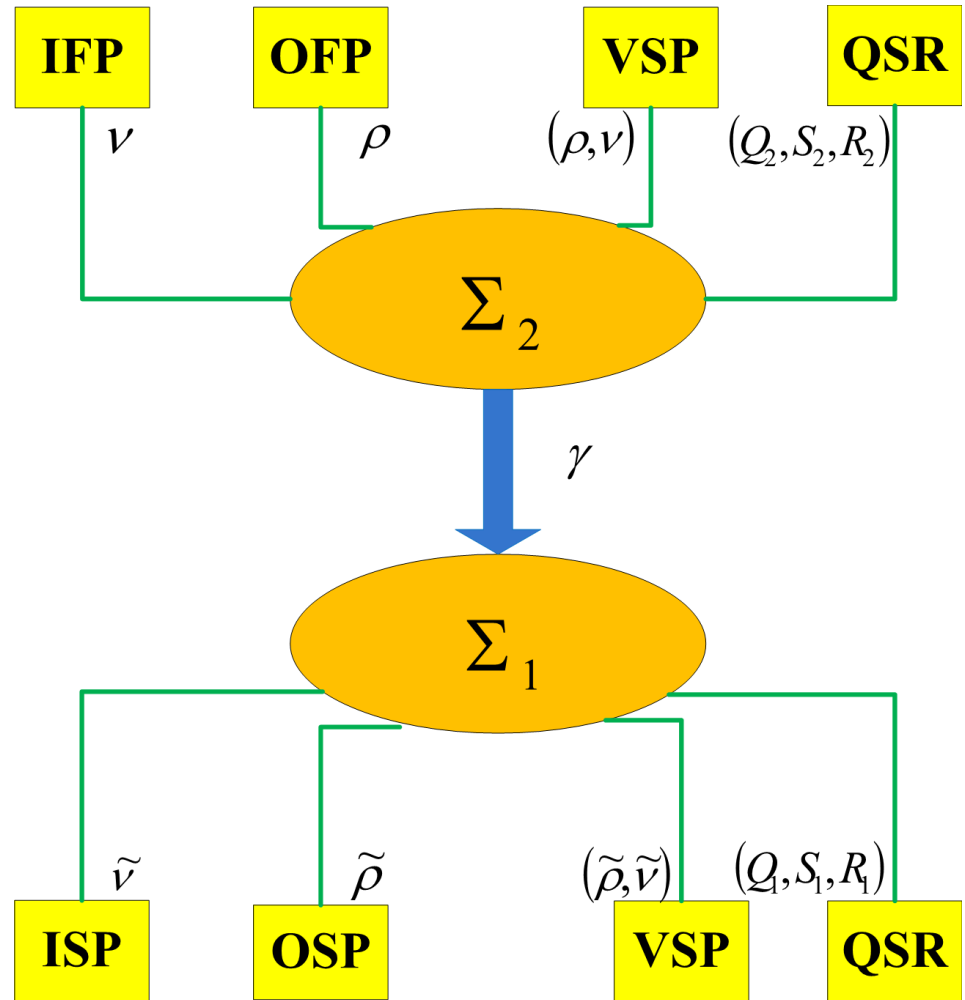 IFP OFP VSP QSR
ν ρ (ρ,ν) (Q₂,S₂,R₂)
Σ₂
γ
Σ₁
ν̃ ρ̃ (ρ̃,ν̃) (Q₁,S₁,R₁)
ISP OSP VSP QSR